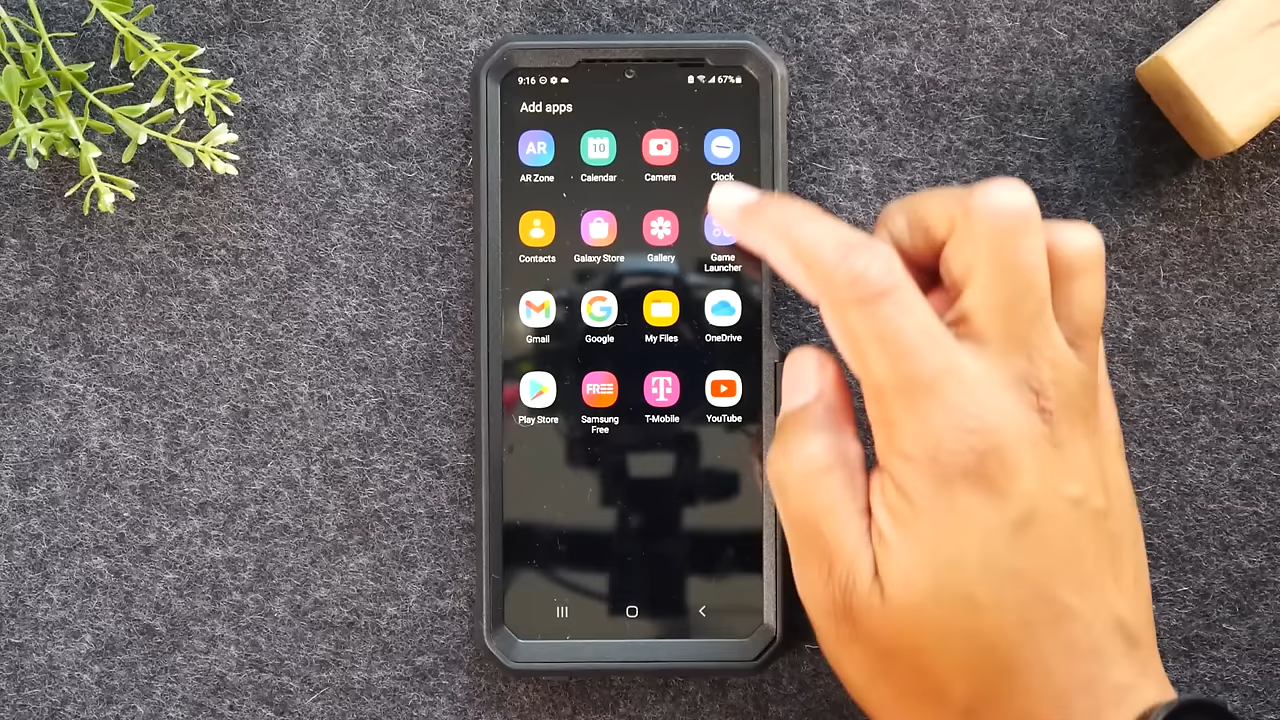 9:16
67%
Add apps
AR
10
AR Zone
Calendar
Camera
Clock
Contacts
Galaxy Store
Gallery
Game
Launcher
Gmail
Google
My Files
OneDrive
FREE
T
Play Store
Samsung
Free
T-Mobile
YouTube